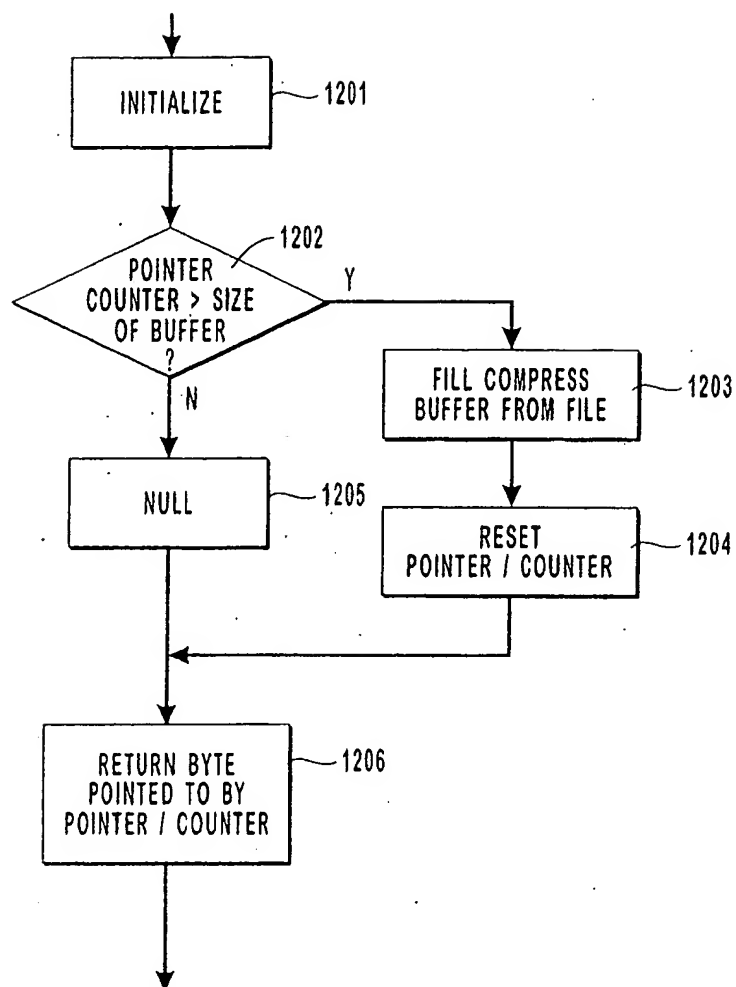 INITIALIZE
1201
1202
POINTER
COUNTER > SIZE
OF BUFFER
?
Y
N
FILL COMPRESS
BUFFER FROM FILE
1203
NULL
1205
RESET
POINTER / COUNTER
1204
RETURN BYTE
POINTED TO BY
POINTER / COUNTER
1206